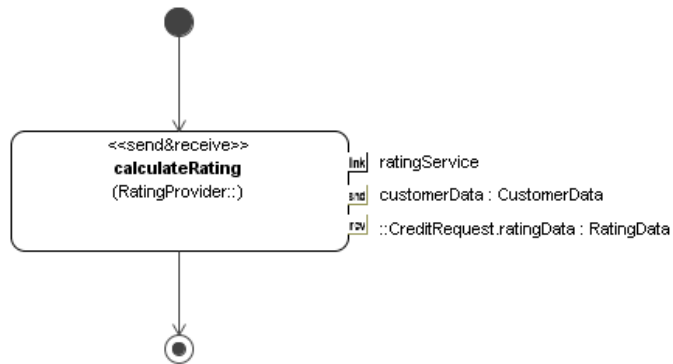 <<send&receive>>
calculateRating
(RatingProvider::)
lnk ratingService
snd customerData : CustomerData
rcv ::CreditRequest.ratingData : RatingData